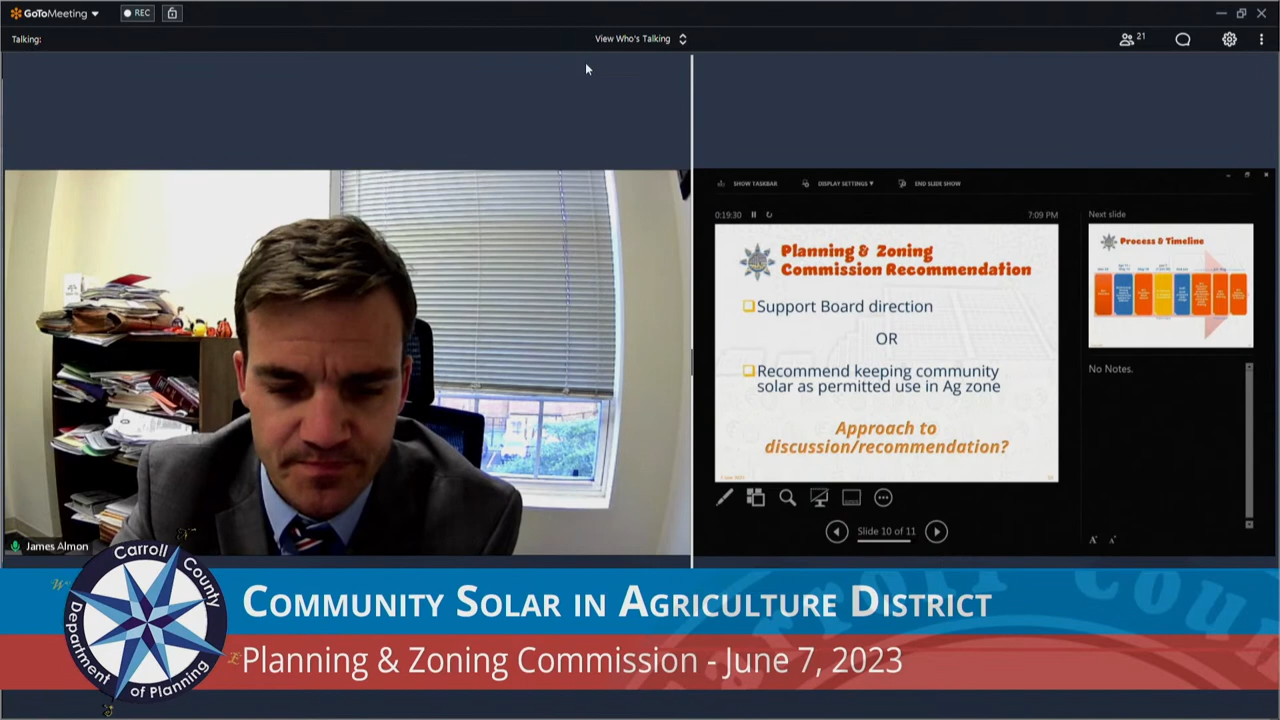 GoToMeeting
REC
Talking:
View Who's Talking
21
SHOW TASKBAR
DISPLAY SETTINGS ▼
END SLIDE SHOW
0:19:30
7:09 PM
Next slide
Planning & Zoning
Commission Recommendation
Support Board direction
OR
Recommend keeping community
solar as permitted use in Ag zone
Approach to
discussion/recommendation?
Process & Timeline
No Notes.
Slide 10 of 11
James Almon
Carroll County
Department of Planning
W
E
COMMUNITY SOLAR IN AGRICULTURE DISTRICT
Planning & Zoning Commission - June 7, 2023